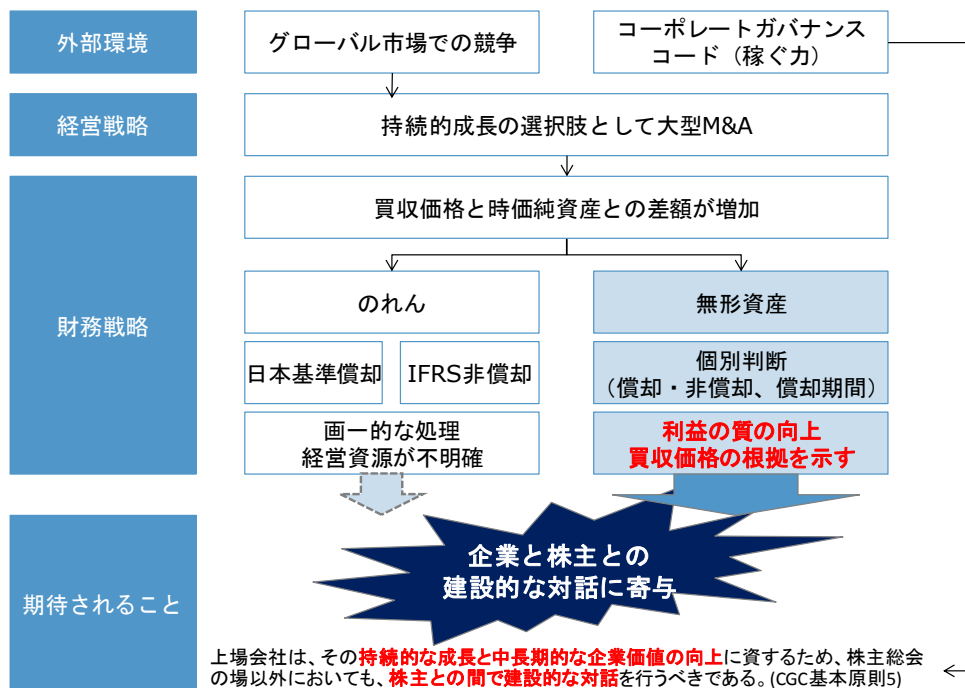 外部環境
グローバル市場での競争
コーポレートガバナンス
コード（稼ぐ力）
経営戦略
持続的成長の選択肢として大型M&A
財務戦略
買収価格と時価純資産との差額が増加
のれん
無形資産
日本基準償却
IFRS非償却
個別判断
（償却・非償却、償却期間）
画一的な処理
経営資源が不明確
利益の質の向上
買収価格の根拠を示す
期待されること
企業と株主との
建設的な対話に寄与
上場会社は、その持続的な成長と中長期的な企業価値の向上に資するため、株主総会
の場以外においても、株主との間で建設的な対話を行うべきである。(CGC基本原則5)